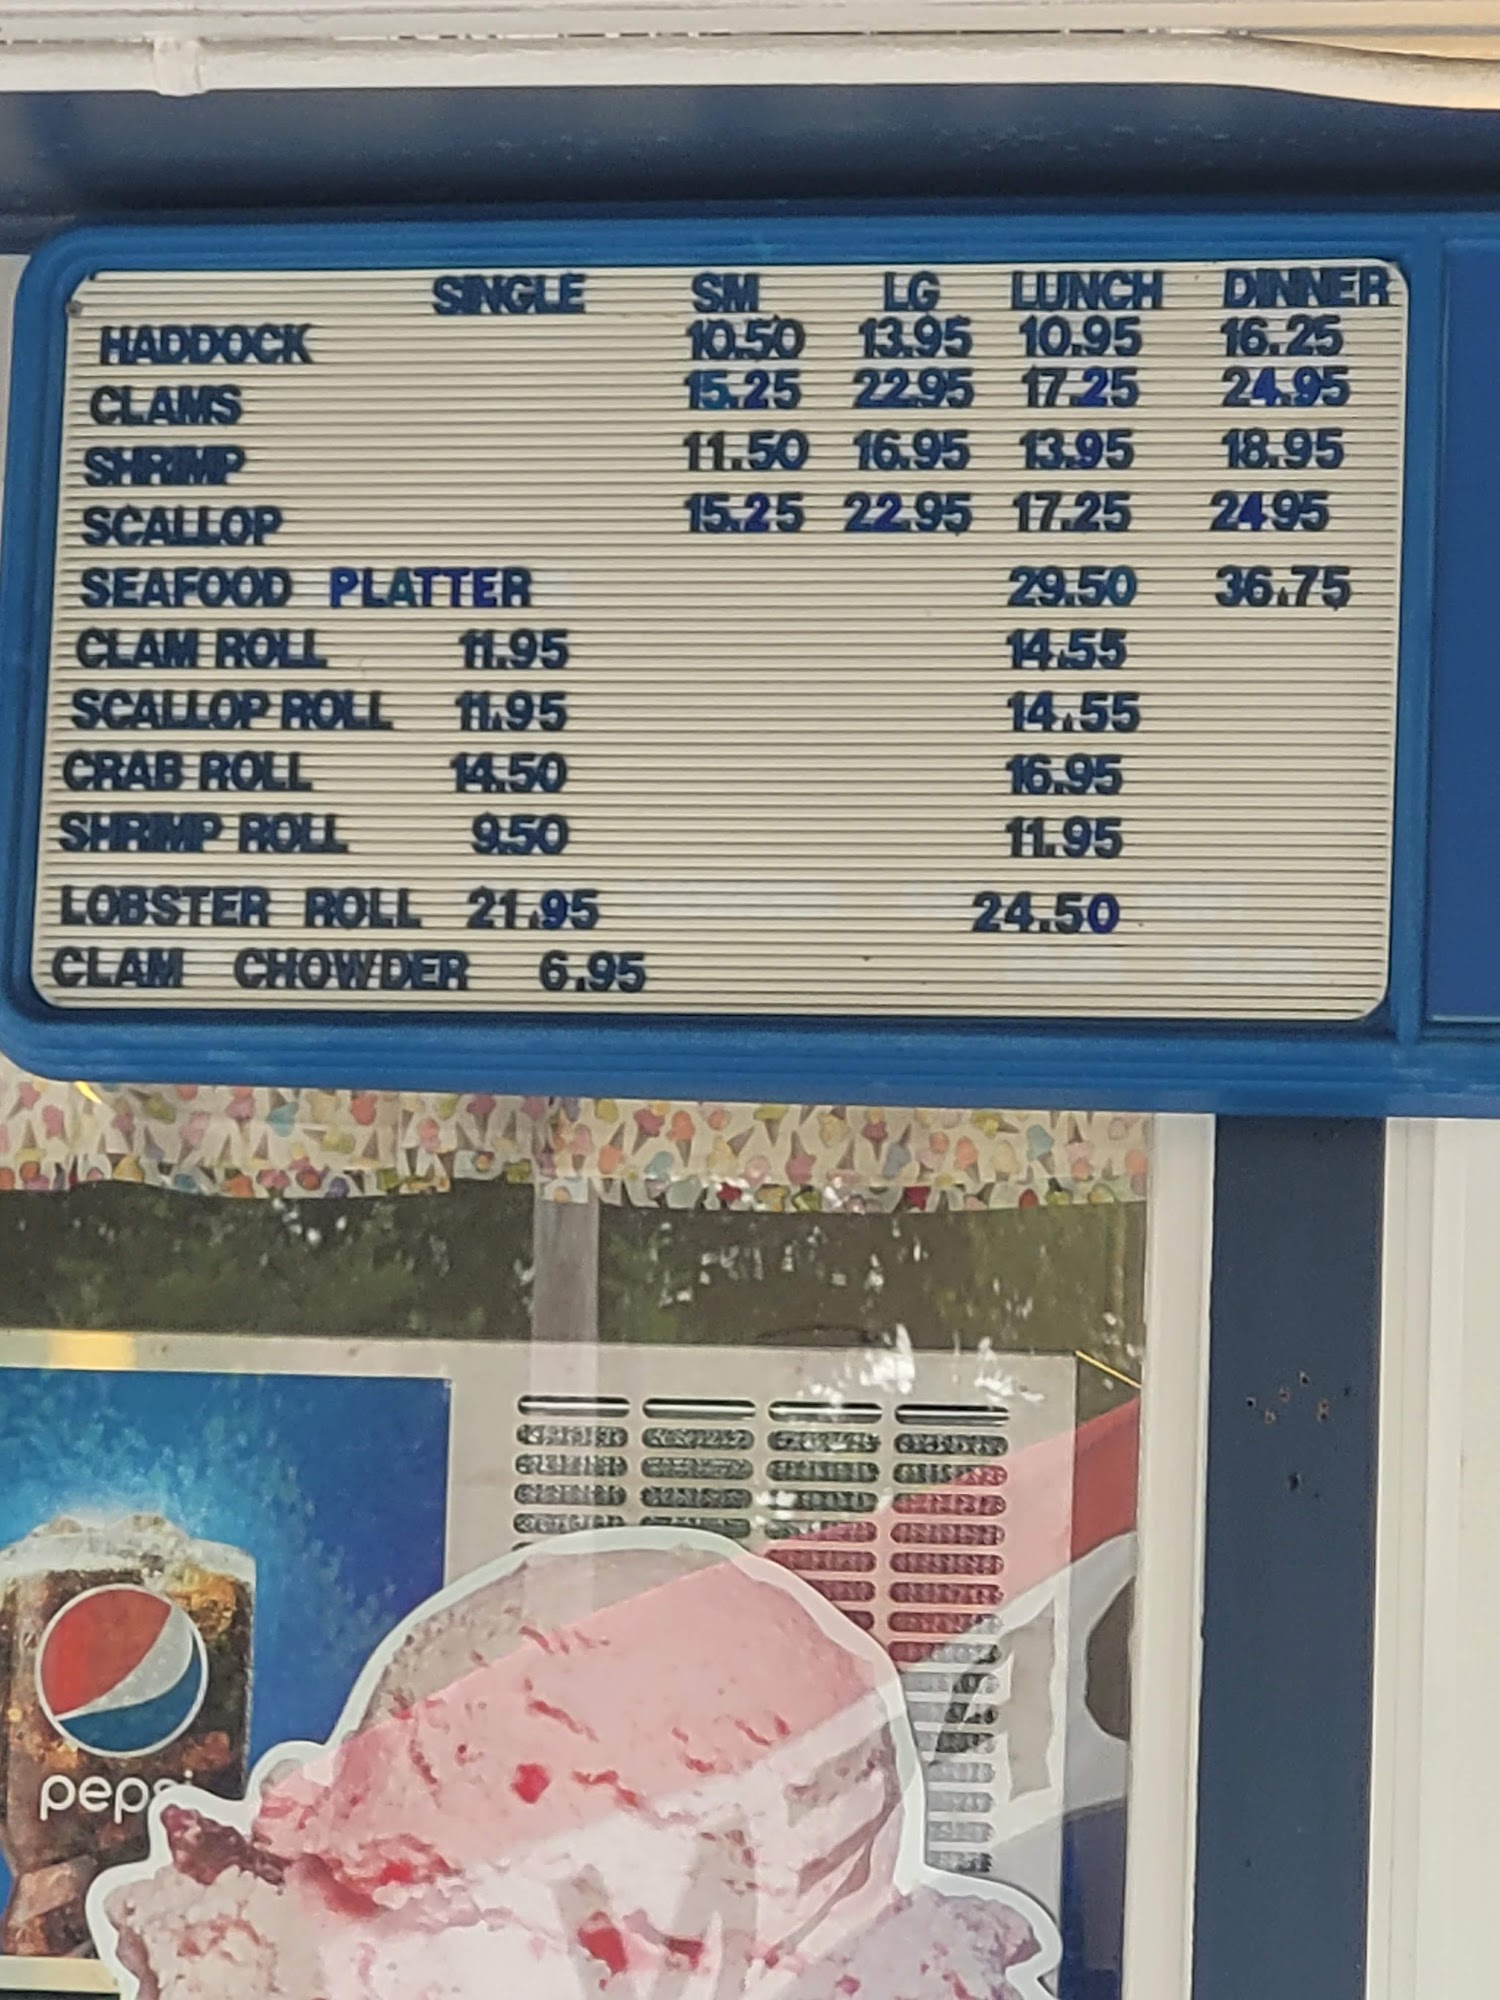 SINGLE SM LG LUNCH DINNER
HADDOCK 10.50 13.95 10.95 16.25
CLAMS 15.25 22.95 17.25 24.95
SHRIMP 11.50 16.95 13.95 18.95
SCALLOP 15.25 22.95 17.25 2495
SEAFOOD PLATTER 29.50 36.75
CLAM ROLL 11.95 14.55
SCALLOP ROLL 11.95 14.55
CRAB ROLL 14.50 16.95
SHRIMP ROLL 9.50 11.95
LOBSTER ROLL 21.95 24.50
CLAM CHOWDER 6.95
pepsi